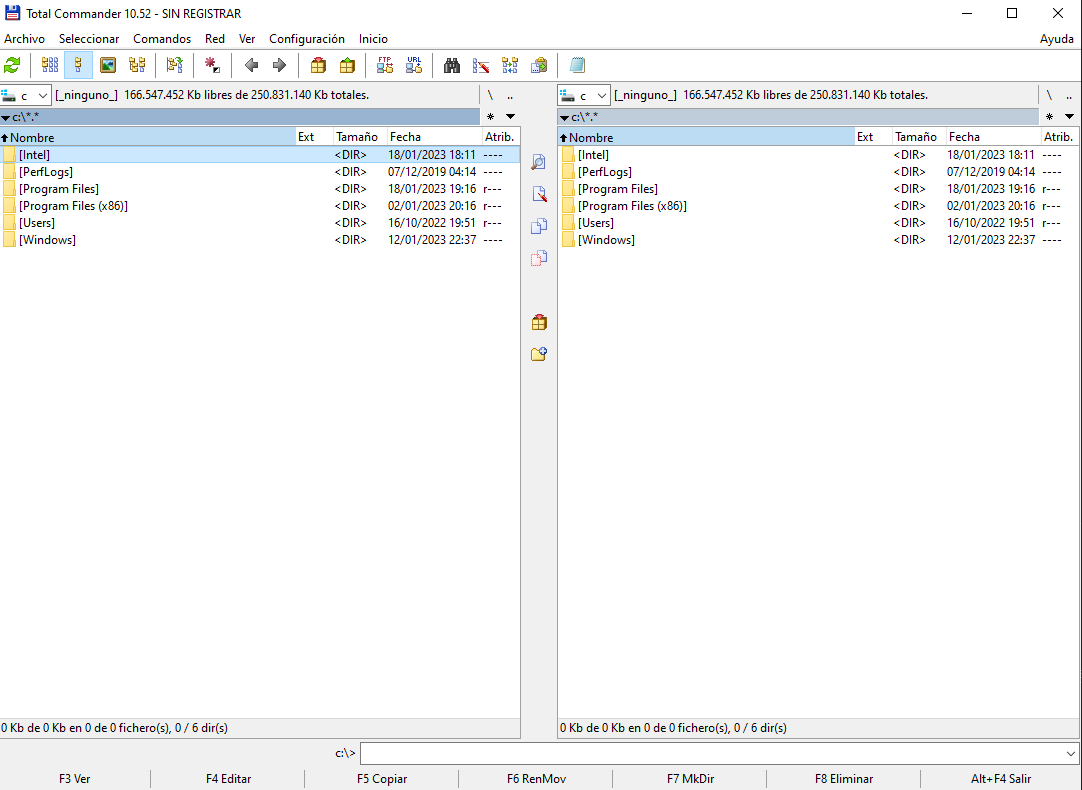 Total Commander 10.52 - SIN REGISTRAR
Archivo Seleccionar Comandos Red Ver Configuración Inicio Ayuda
FTP URL
c [_ninguno_] 166.547.452 Kb libres de 250.831.140 Kb totales. \ ..
c:\*.* *
Nombre Ext Tamaño Fecha Atrib.
[Intel] <DIR> 18/01/2023 18:11 ----
[PerfLogs] <DIR> 07/12/2019 04:14 ----
[Program Files] <DIR> 18/01/2023 19:16 r---
[Program Files (x86)] <DIR> 02/01/2023 20:16 r---
[Users] <DIR> 16/10/2022 19:51 r---
[Windows] <DIR> 12/01/2023 22:37 ----
0 Kb de 0 Kb en 0 de 0 fichero(s), 0 / 6 dir(s)
c [_ninguno_] 166.547.452 Kb libres de 250.831.140 Kb totales. \ ..
c:\*.* *
Nombre Ext Tamaño Fecha Atrib.
[Intel] <DIR> 18/01/2023 18:11 ----
[PerfLogs] <DIR> 07/12/2019 04:14 ----
[Program Files] <DIR> 18/01/2023 19:16 r---
[Program Files (x86)] <DIR> 02/01/2023 20:16 r---
[Users] <DIR> 16/10/2022 19:51 r---
[Windows] <DIR> 12/01/2023 22:37 ----
0 Kb de 0 Kb en 0 de 0 fichero(s), 0 / 6 dir(s)
c:\>
F3 Ver F4 Editar F5 Copiar F6 RenMov F7 MkDir F8 Eliminar Alt+F4 Salir